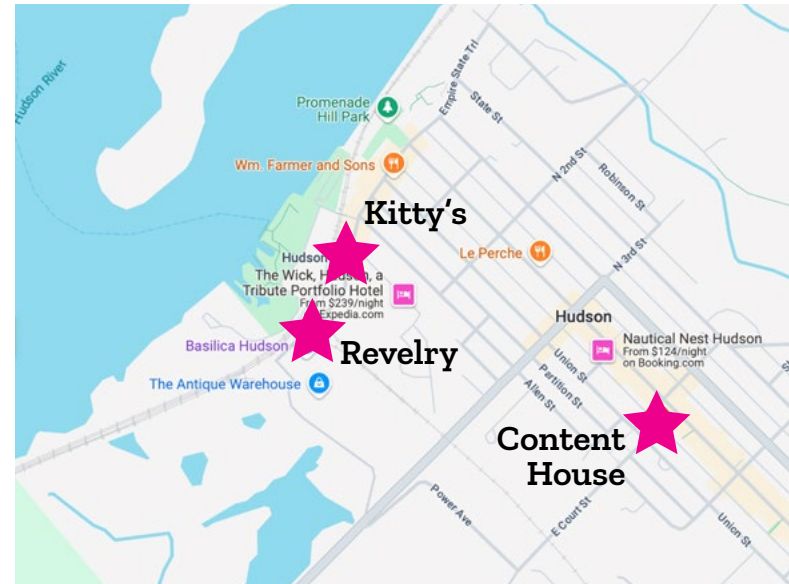 Hudson River
Promenade
Hill Park
Empire State Trl
State St
Wm. Farmer and Sons
N 2nd St
Robinson St
Kitty's
Hudson
Le Perche
N 3rd St
The Wick, Hudson, a
Tribute Portfolio Hotel
From $239/night
Expedia.com
Hudson
Basilica Hudson
Revelry
Nautical Nest Hudson
From $124/night
on Booking.com
The Antique Warehouse
Union St
Partition St
Allen St
Content
House
Power Ave
E Court St
Union St